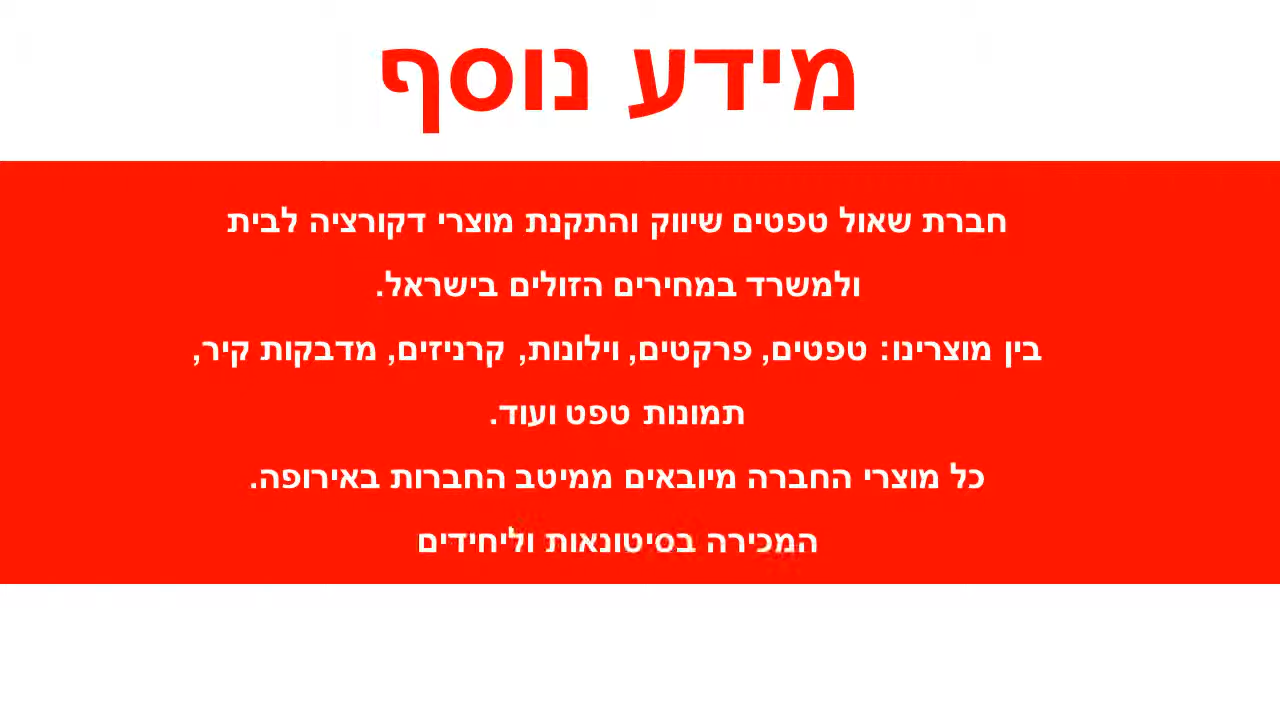 מידע נוסף
חברת שאול טפטים שיווק והתקנת מוצרי דקורציה לבית
ולמשרד במחירים הזולים בישראל.
בין מוצרינו: טפטים, פרקטים, וילונות, קרניזים, מדבקות קיר,
תמונות טפט ועוד.
כל מוצרי החברה מיובאים ממיטב החברות באירופה.
המכירה בסיטונאות וליחידים